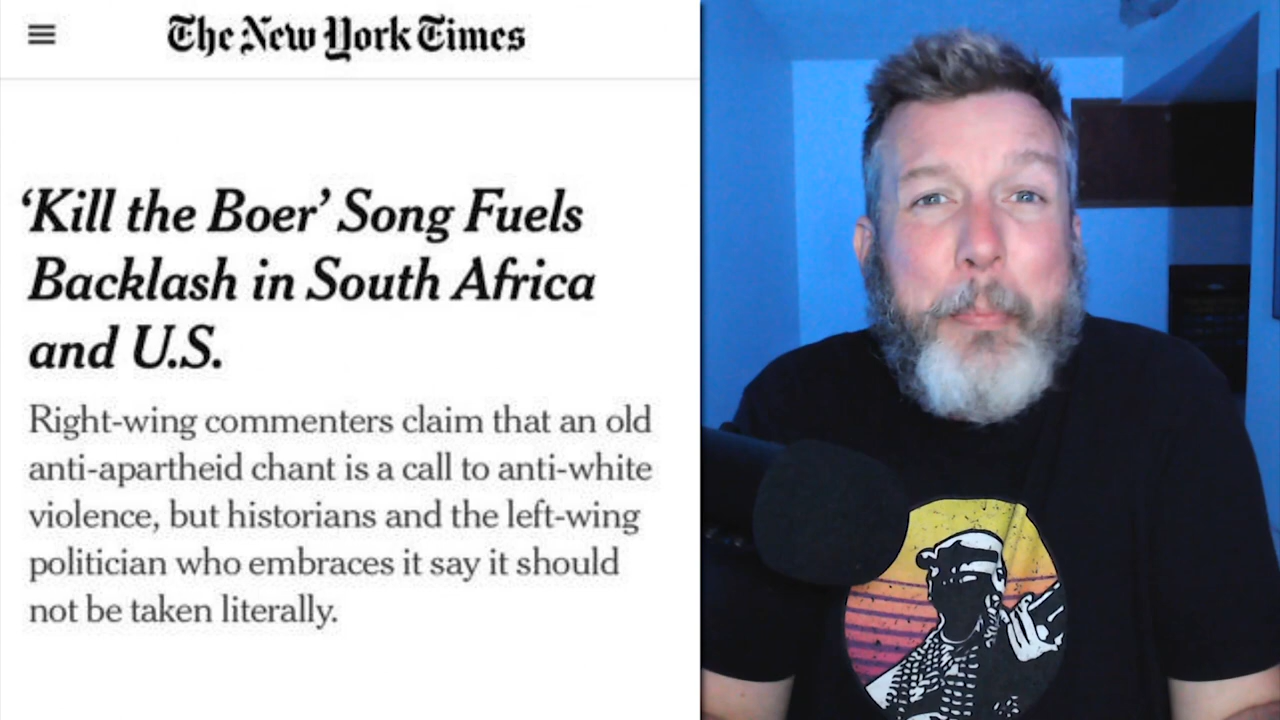 The New York Times
‘Kill the Boer’ Song Fuels
Backlash in South Africa
and U.S.
Right-wing commenters claim that an old
anti-apartheid chant is a call to anti-white
violence, but historians and the left-wing
politician who embraces it say it should
not be taken literally.